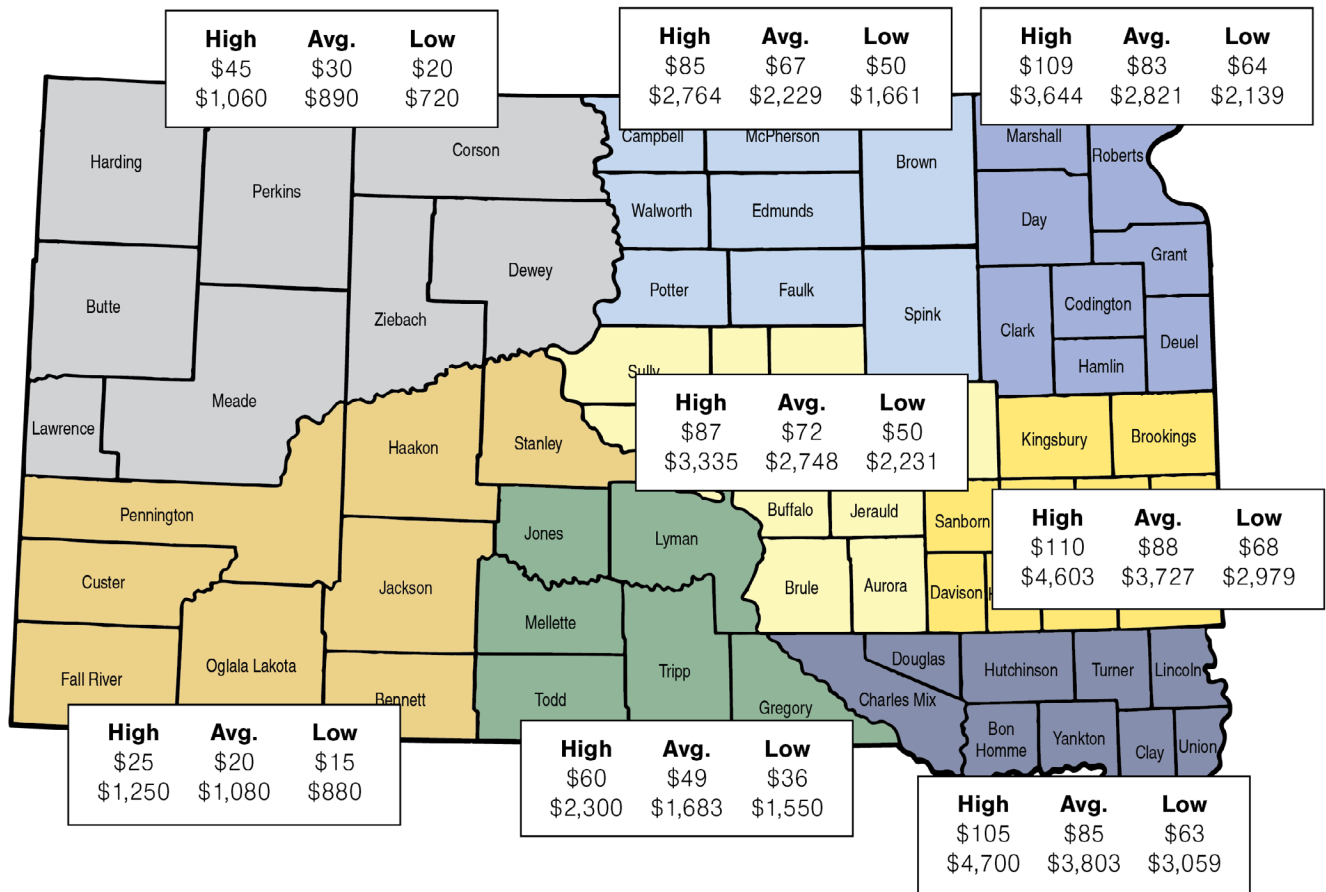 High Avg. Low
$45 $30 $20
$1,060 $890 $720
High Avg. Low
$85 $67 $50
$2,764 $2,229 $1,661
High Avg. Low
$109 $83 $64
$3,644 $2,821 $2,139
Harding
Perkins
Corson
Campbell
McPherson
Brown
Marshall
Roberts
Walworth
Edmunds
Day
Dewey
Grant
Butte
Ziebach
Potter
Faulk
Spink
Codington
Clark
Deuel
Hamlin
Meade
Lawrence
Sully
High Avg. Low
$87 $72 $50
$3,335 $2,748 $2,231
Haakon
Stanley
Kingsbury
Brookings
Pennington
Jones
Lyman
Buffalo
Jerauld
Sanborn
High Avg. Low
$110 $88 $68
$4,603 $3,727 $2,979
Custer
Jackson
Mellette
Brule
Aurora
Davison
Fall River
Oglala Lakota
Bennett
Todd
Tripp
Gregory
Charles Mix
Douglas
Hutchinson
Turner
Lincoln
Bon
Homme
Yankton
Clay
Union
High Avg. Low
$25 $20 $15
$1,250 $1,080 $880
High Avg. Low
$60 $49 $36
$2,300 $1,683 $1,550
High Avg. Low
$105 $85 $63
$4,700 $3,803 $3,059